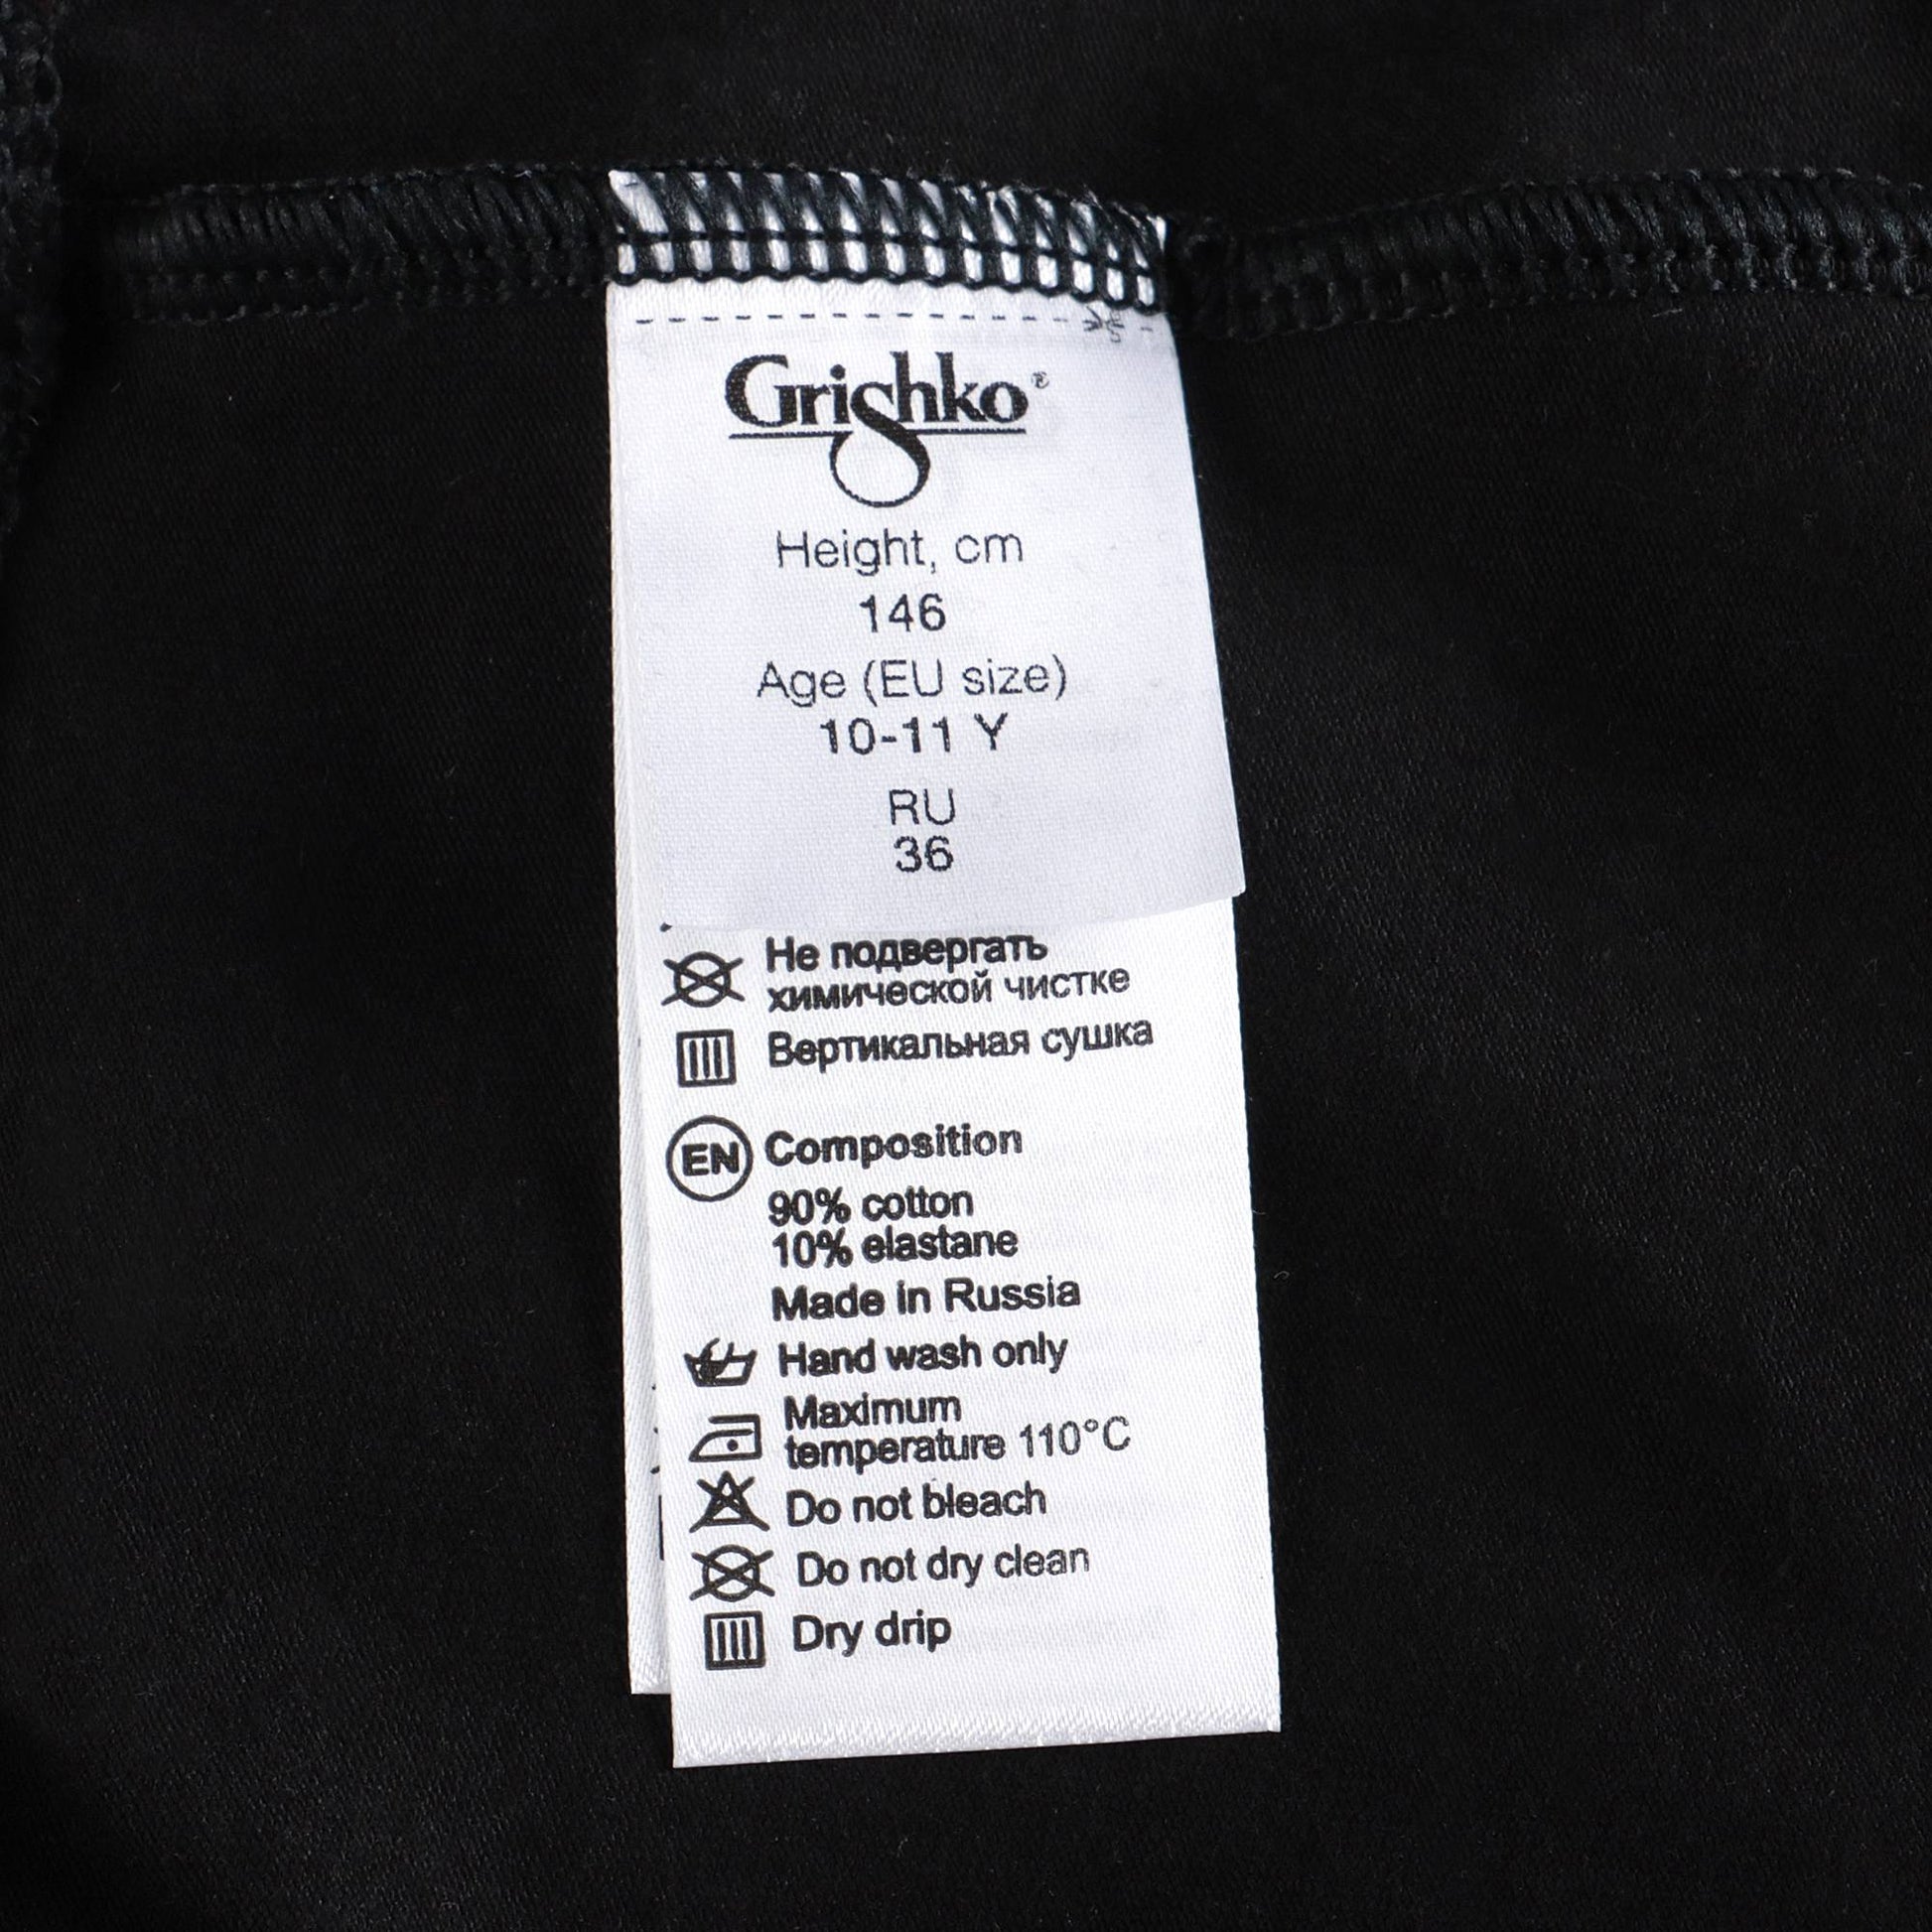 Grishko®
Height, cm
146
Age (EU size)
10-11 Y
RU
36
Не подвергать
химической чистке
Вертикальная сушка
EN Composition
90% cotton
10% elastane
Made in Russia
Hand wash only
Maximum
temperature 110°C
Do not bleach
Do not dry clean
Dry drip